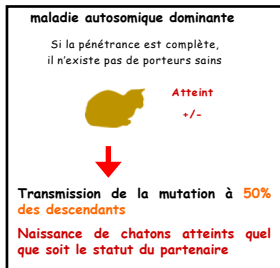 maladie autosomique dominante
Si la pénétrance est complète,
il n'existe pas de porteurs sains
Atteint
+/-
Transmission de la mutation à 50%
des descendants
Naissance de chatons atteints quel
que soit le statut du partenaire